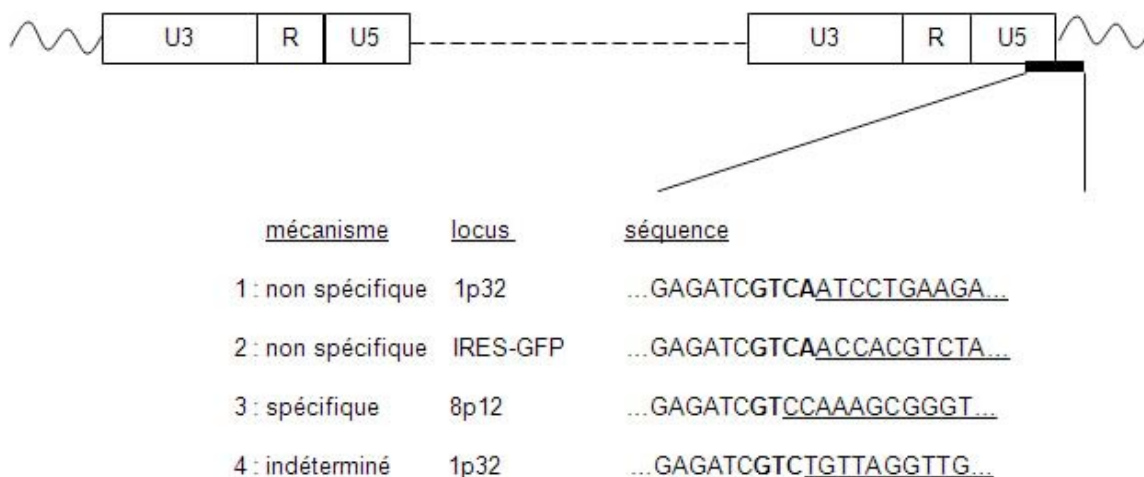 U3 R U5 U3 R U5
mécanisme locus séquence
1 : non spécifique 1p32 ...GAGATCGTCAATCCTGAAGA...
2 : non spécifique IRES-GFP ...GAGATCGTCAACCACGTCTA...
3 : spécifique 8p12 ...GAGATCGTCCAAAGCGGGT...
4 : indéterminé 1p32 ...GAGATCGTCTGTTAGGTTG...